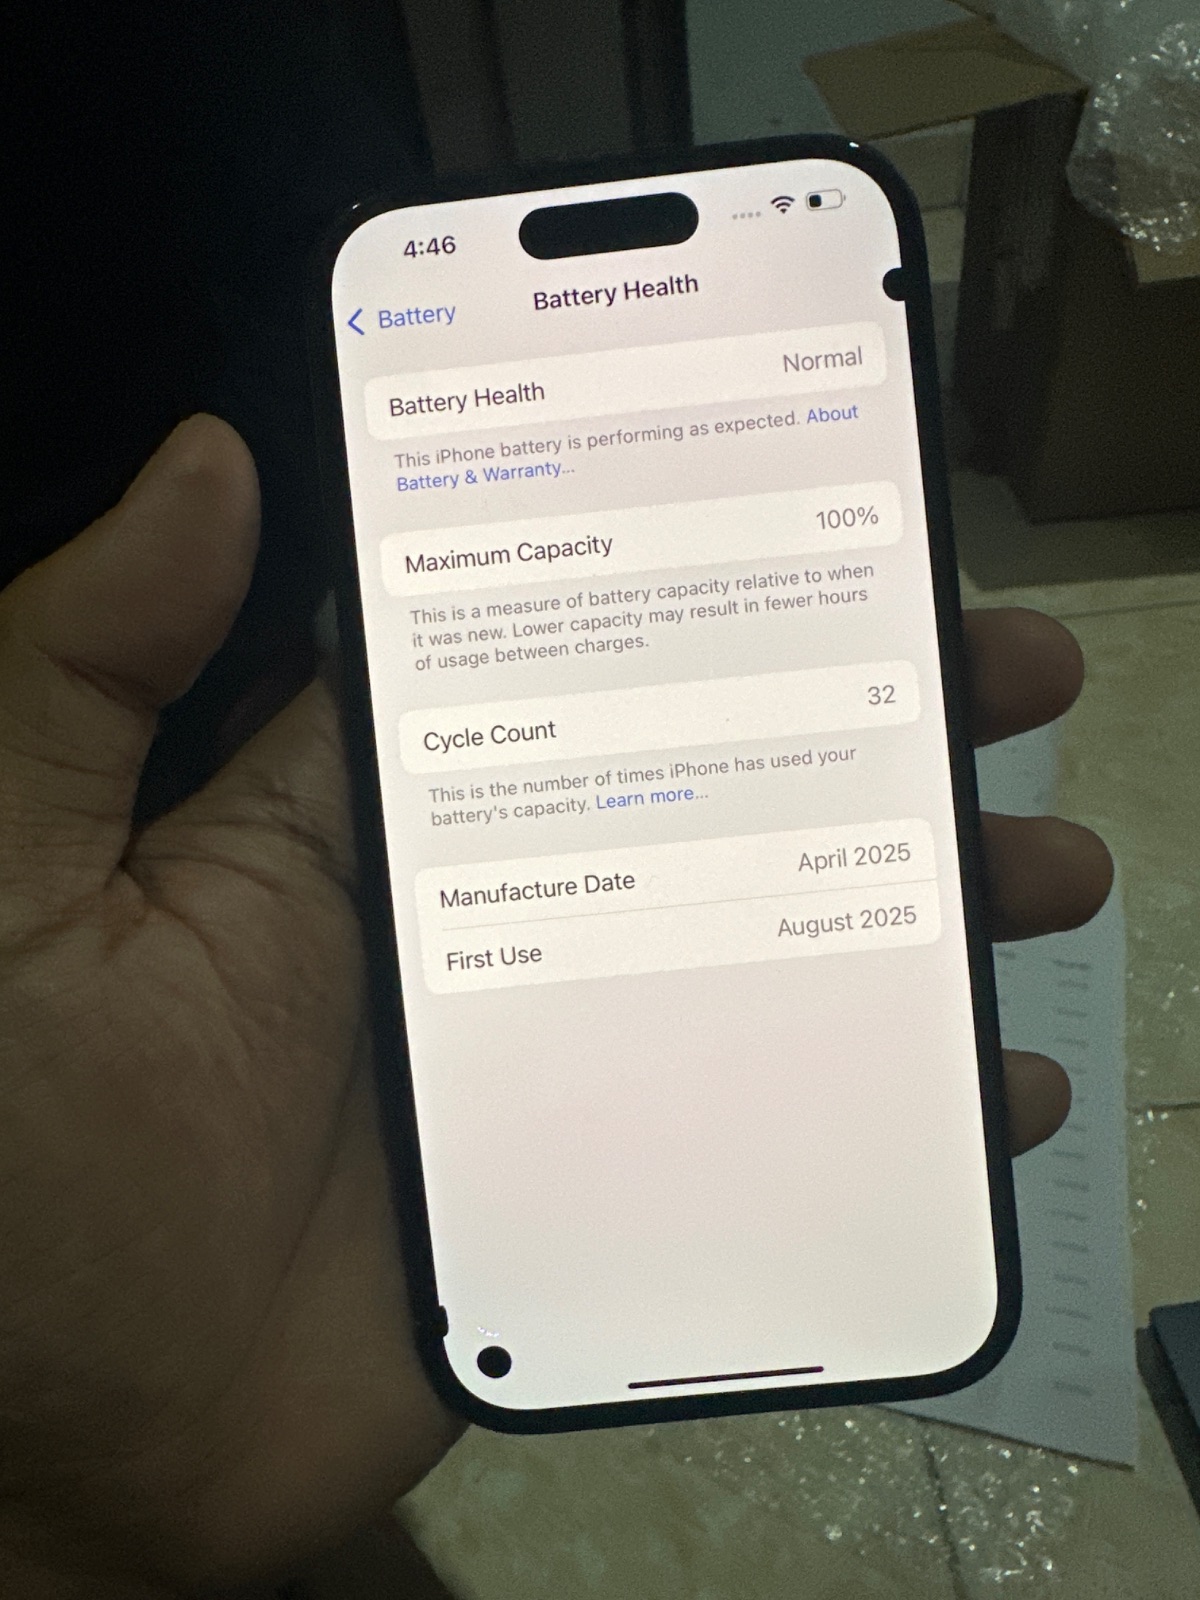 4:46
Battery
Battery Health
Battery Health
Normal
This iPhone battery is performing as expected. About
Battery & Warranty...
Maximum Capacity
100%
This is a measure of battery capacity relative to when
it was new. Lower capacity may result in fewer hours
of usage between charges.
Cycle Count
32
This is the number of times iPhone has used your
battery's capacity. Learn more...
Manufacture Date
April 2025
First Use
August 2025